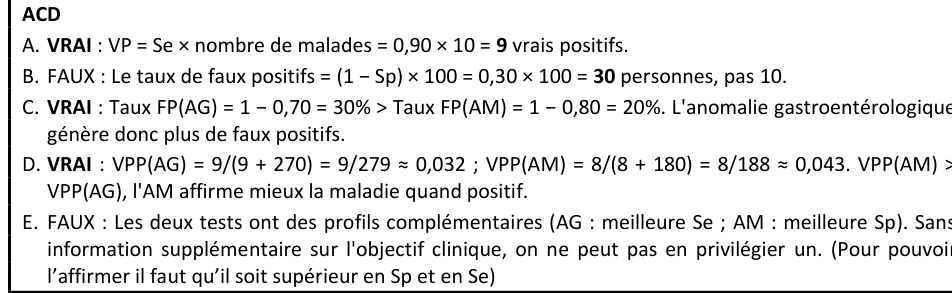 ACD
A. VRAI : VP = Se × nombre de malades = 0,90 × 10 = 9 vrais positifs.
B. FAUX : Le taux de faux positifs = (1 − Sp) × 100 = 0,30 × 100 = 30 personnes, pas 10.
C. VRAI : Taux FP(AG) = 1 − 0,70 = 30% > Taux FP(AM) = 1 − 0,80 = 20%. L'anomalie gastroentérologique
génère donc plus de faux positifs.
D. VRAI : VPP(AG) = 9/(9 + 270) = 9/279 ≈ 0,032 ; VPP(AM) = 8/(8 + 180) = 8/188 ≈ 0,043. VPP(AM) >
VPP(AG), l'AM affirme mieux la maladie quand positif.
E. FAUX : Les deux tests ont des profils complémentaires (AG : meilleure Se ; AM : meilleure Sp). Sans
information supplémentaire sur l'objectif clinique, on ne peut pas en privilégier un. (Pour pouvoir
l’affirmer il faut qu’il soit supérieur en Sp et en Se)